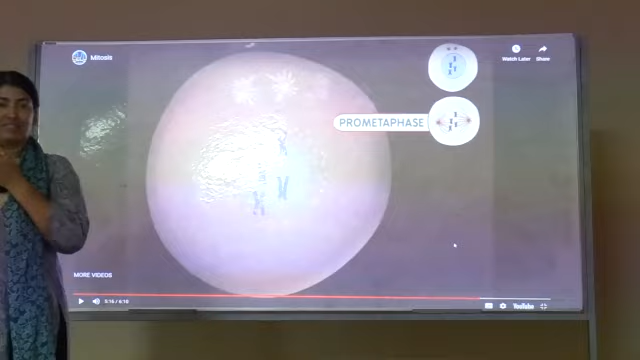 Mitosis
Watch Later Share
PROMETAPHASE
MORE VIDEOS
YouTube